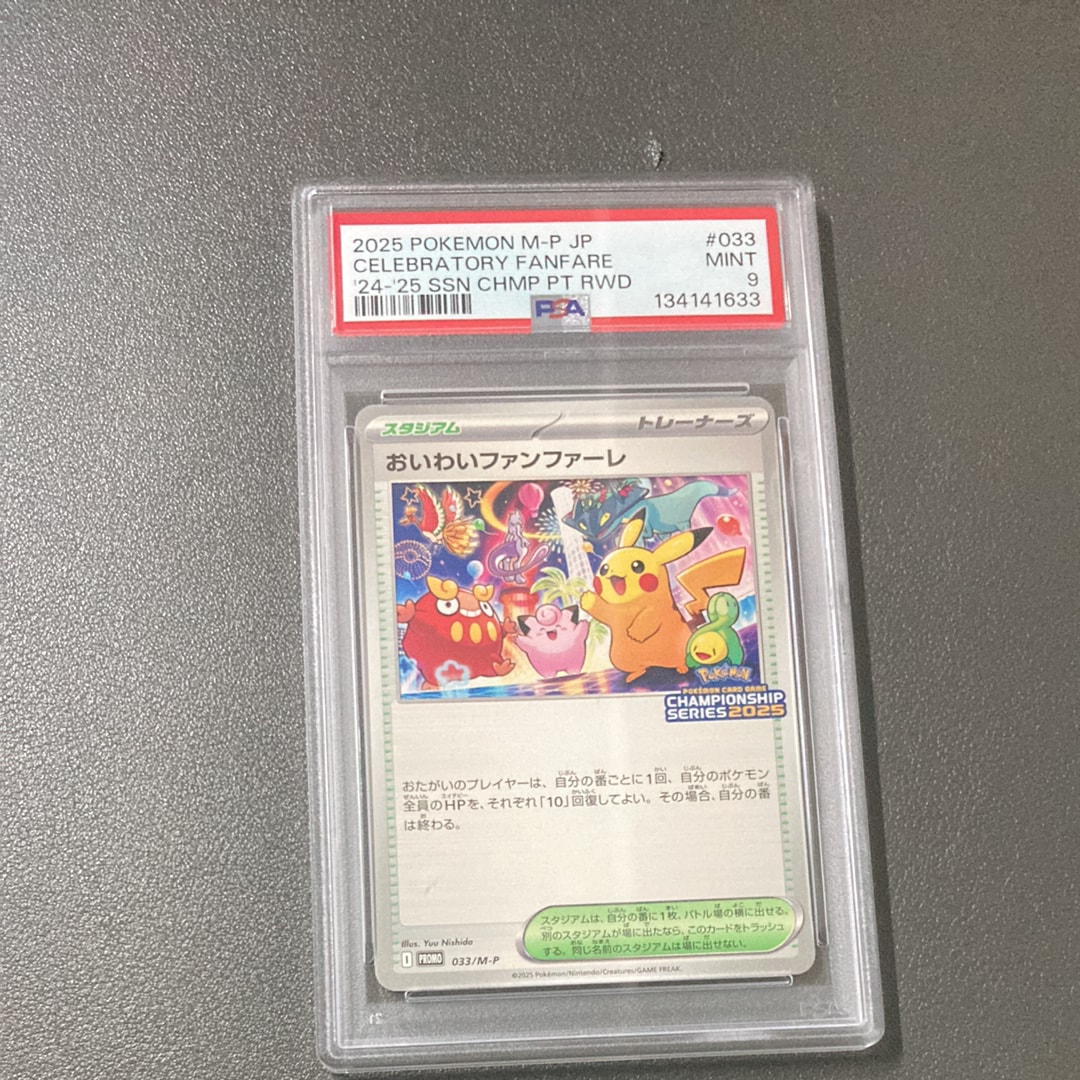 2025 POKEMON M-P JP #033
CELEBRATORY FANFARE MINT
'24-'25 SSN CHMP PT RWD 9
PSA 134141633
スタジアム トレーナーズ
おいわいファンファーレ
Pokémon
POKÉMON CARD GAME
CHAMPIONSHIP
SERIES 2025
おたがいのプレイヤーは、自分の番ごとに1回、自分のポケモン
全員のHPを、それぞれ「10」回復してよい。その場合、自分の番
は終わる。
スタジアムは、自分の番に1枚、バトル場の横に出せる。
別のスタジアムが場に出たなら、このカードをトラッシュ
する。同じ名前のスタジアムは場に出せない。
Illus. Yuu Nishida
I PROMO 033/M-P
©2025 Pokémon/Nintendo/Creatures/GAME FREAK.